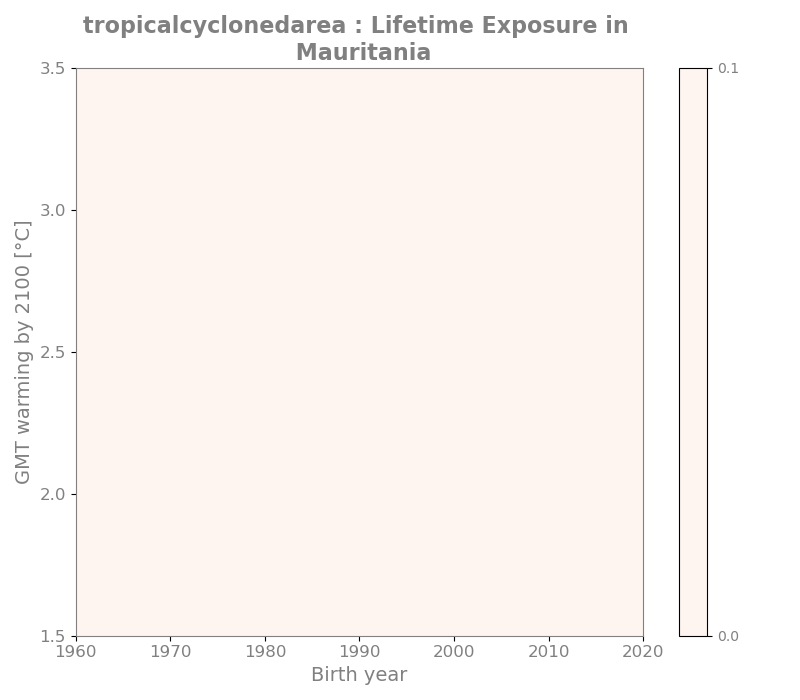 tropicalcyclonedarea : Lifetime Exposure in
Mauritania
3.5
3.0
2.5
2.0
1.5
GMT warming by 2100 [°C]
1960 1970 1980 1990 2000 2010 2020
Birth year
0.1
0.0